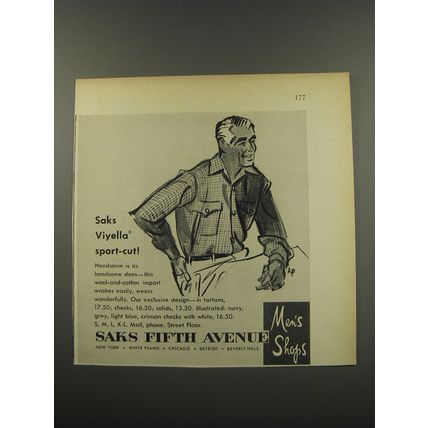 177
Saks
Viyella®
sport-cut!
Handsome is as
handsome does—this
wool-and-cotton import
washes easily, wears
wonderfully. Our exclusive design—in tartans,
17.50; checks, 16.50; solids, 13.50. Illustrated: navy,
grey, light blue, crimson checks with white, 16.50.
S, M, L, X-L. Mail, phone. Street Floor.
SAKS FIFTH AVENUE
Men's
Shops
NEW YORK • WHITE PLAINS • CHICAGO • DETROIT • BEVERLY HILLS